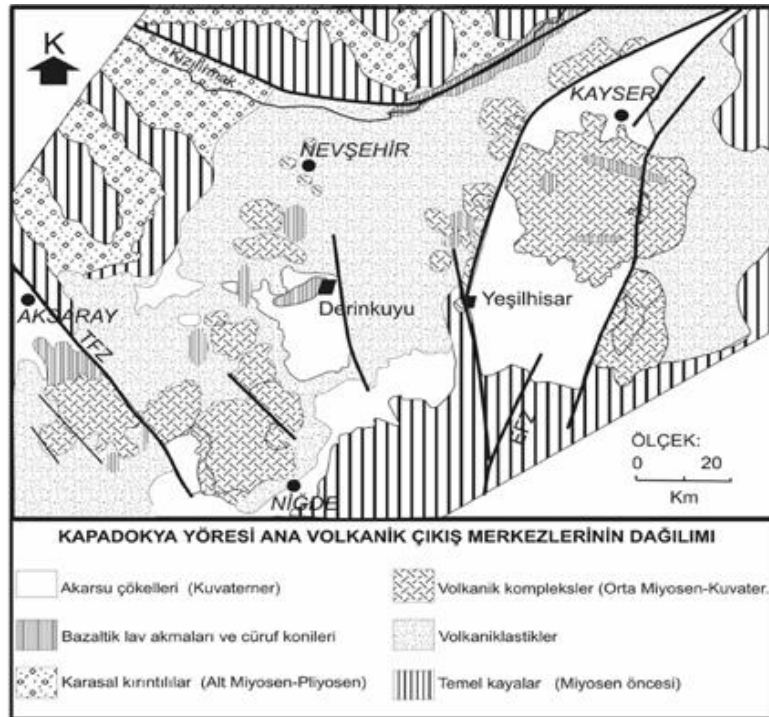 K
Kızılırmak
KAYSERİ
NEVŞEHİR
Derinkuyu
Yeşilhisar
AKSARAY
TFZ
EFZ
ÖLÇEK:
0 20
Km
NİĞDE
KAPADOKYA YÖRESİ ANA VOLKANİK ÇIKIŞ MERKEZLERİNİN DAĞILIMI
Akarsu çökelleri (Kuvaterner)
Volkanik kompleksler (Orta Miyosen-Kuvater.
Bazaltik lav akmaları ve cüruf konileri
Volkaniklastikler
Karasal kırıntılılar (Alt Miyosen-Pliyosen)
Temel kayalar (Miyosen öncesi)